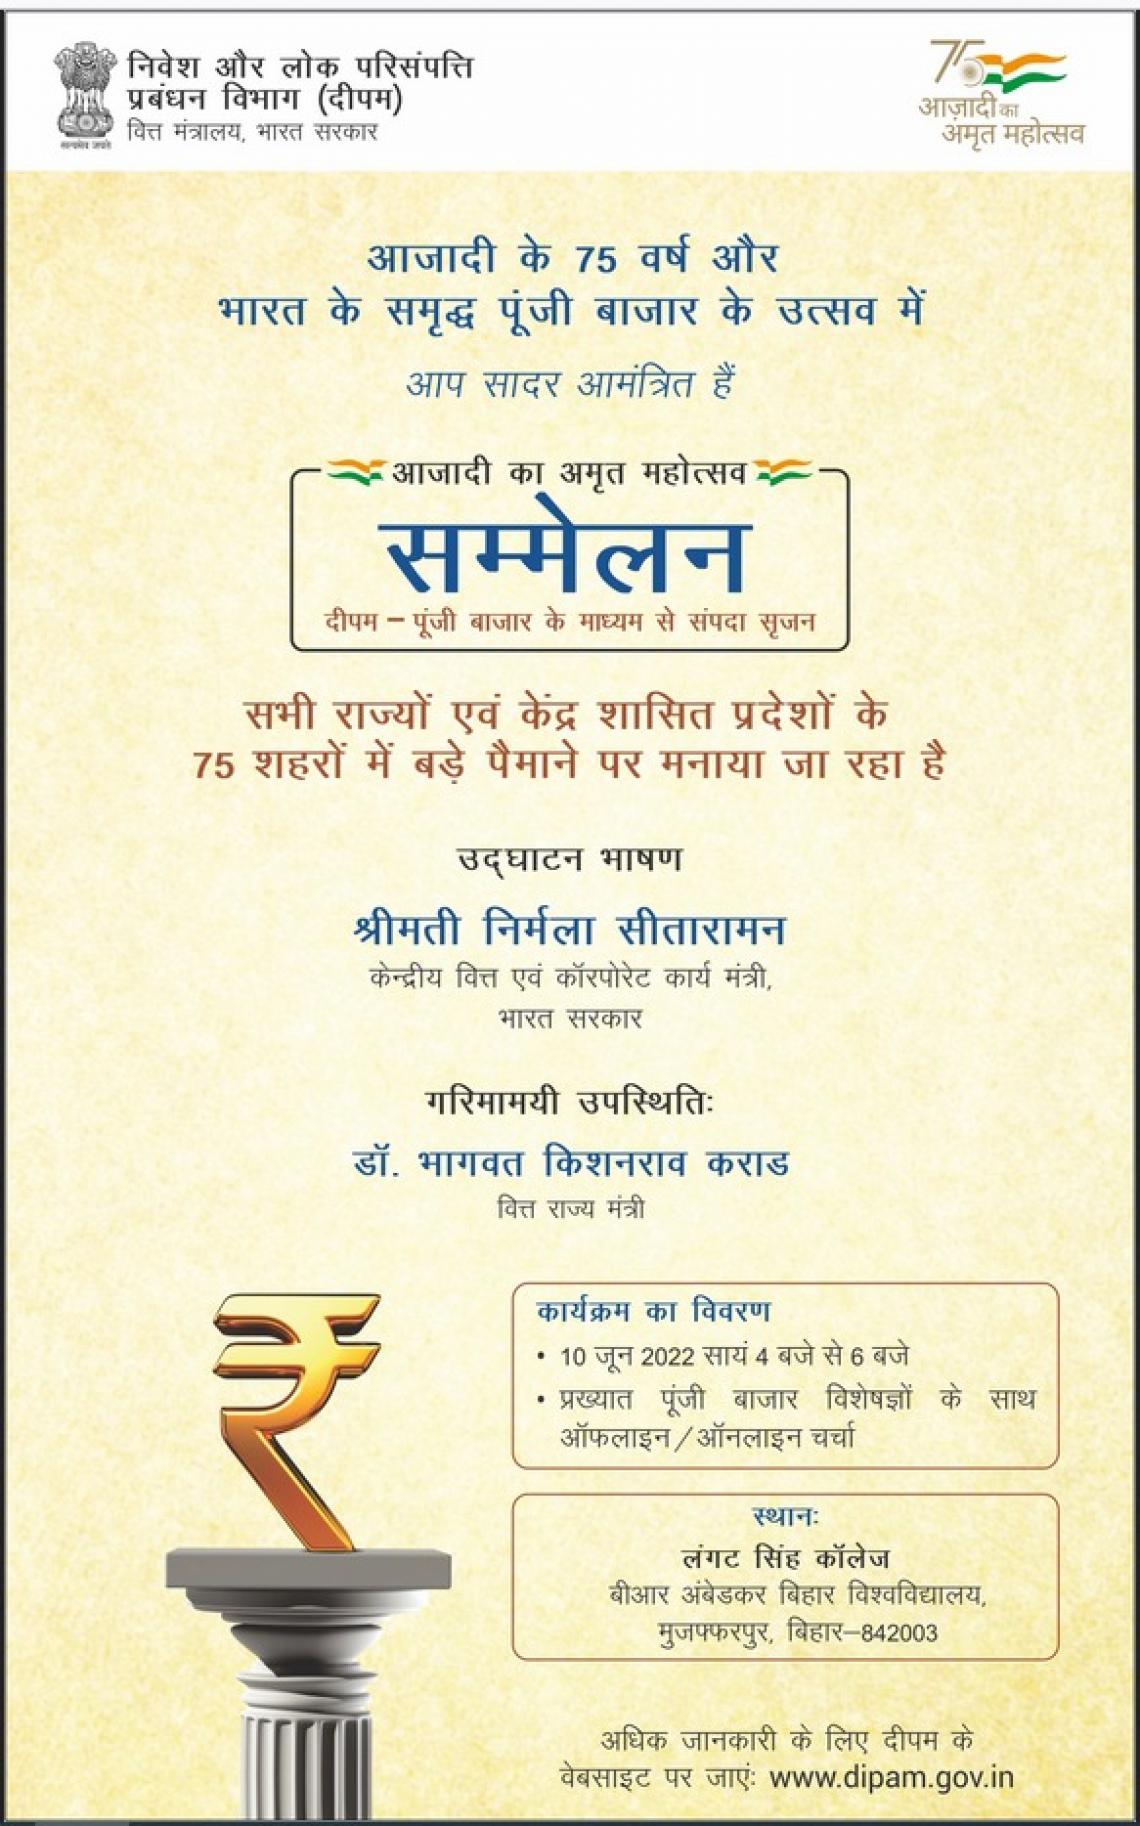 निवेश और लोक परिसंपत्ति
प्रबंधन विभाग (दीपम)
वित्त मंत्रालय, भारत सरकार
सत्यमेव जयते
75
आज़ादी का
अमृत महोत्सव
आजादी के 75 वर्ष और
भारत के समृद्ध पूंजी बाजार के उत्सव में
आप सादर आमंत्रित हैं
आजादी का अमृत महोत्सव
सम्मेलन
दीपम – पूंजी बाजार के माध्यम से संपदा सृजन
सभी राज्यों एवं केंद्र शासित प्रदेशों के
75 शहरों में बड़े पैमाने पर मनाया जा रहा है
उद्घाटन भाषण
श्रीमती निर्मला सीतारामन
केन्द्रीय वित्त एवं कॉरपोरेट कार्य मंत्री,
भारत सरकार
गरिमामयी उपस्थितिः
डॉ. भागवत किशनराव कराड
वित्त राज्य मंत्री
₹
कार्यक्रम का विवरण
• 10 जून 2022 सायं 4 बजे से 6 बजे
• प्रख्यात पूंजी बाजार विशेषज्ञों के साथ
ऑफलाइन/ऑनलाइन चर्चा
स्थानः
लंगट सिंह कॉलेज
बीआर अंबेडकर बिहार विश्वविद्यालय,
मुजफ्फरपुर, बिहार–842003
अधिक जानकारी के लिए दीपम के
वेबसाइट पर जाएंः www.dipam.gov.in